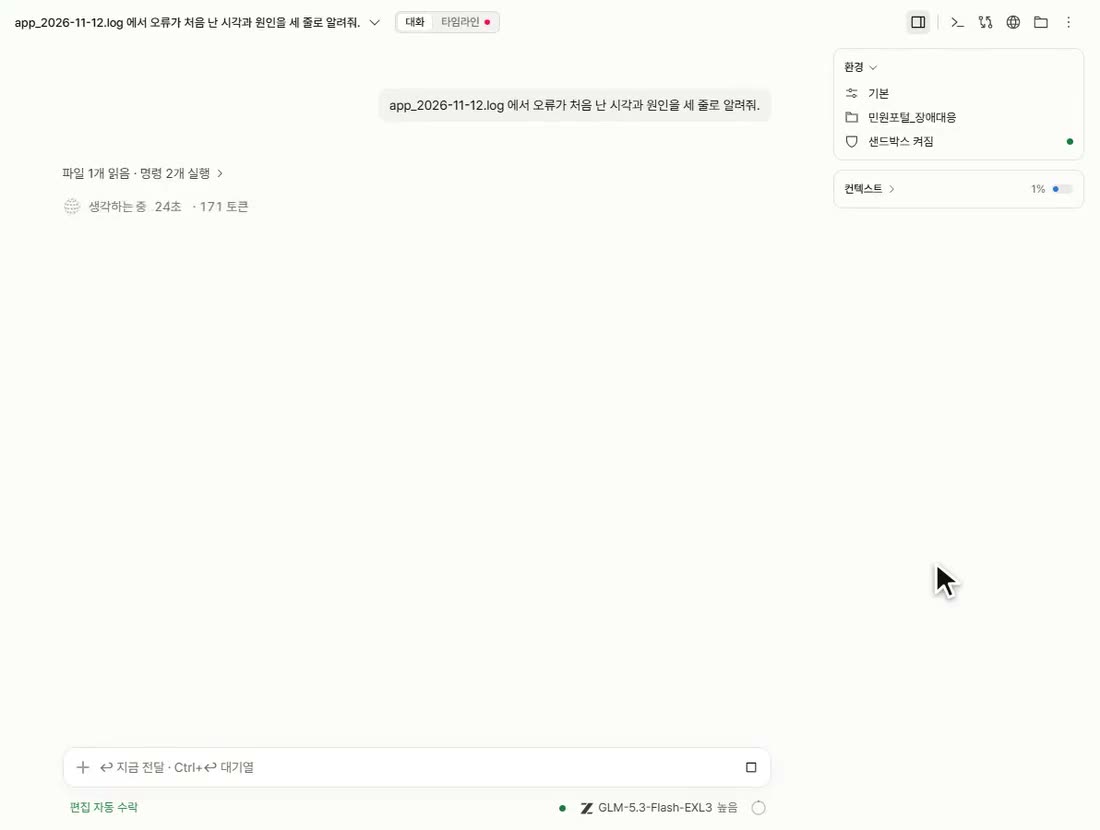 app_2026-11-12.log 에서 오류가 처음 난 시각과 원인을 세 줄로 알려줘.
대화 타임라인
환경
기본
민원포털_장애대응
샌드박스 켜짐
컨텍스트 1%
app_2026-11-12.log 에서 오류가 처음 난 시각과 원인을 세 줄로 알려줘.
파일 1개 읽음 · 명령 2개 실행
생각하는 중 24초 · 171 토큰
↩ 지금 전달 · Ctrl+↩ 대기열
편집 자동 수락
GLM-5.3-Flash-EXL3 높음